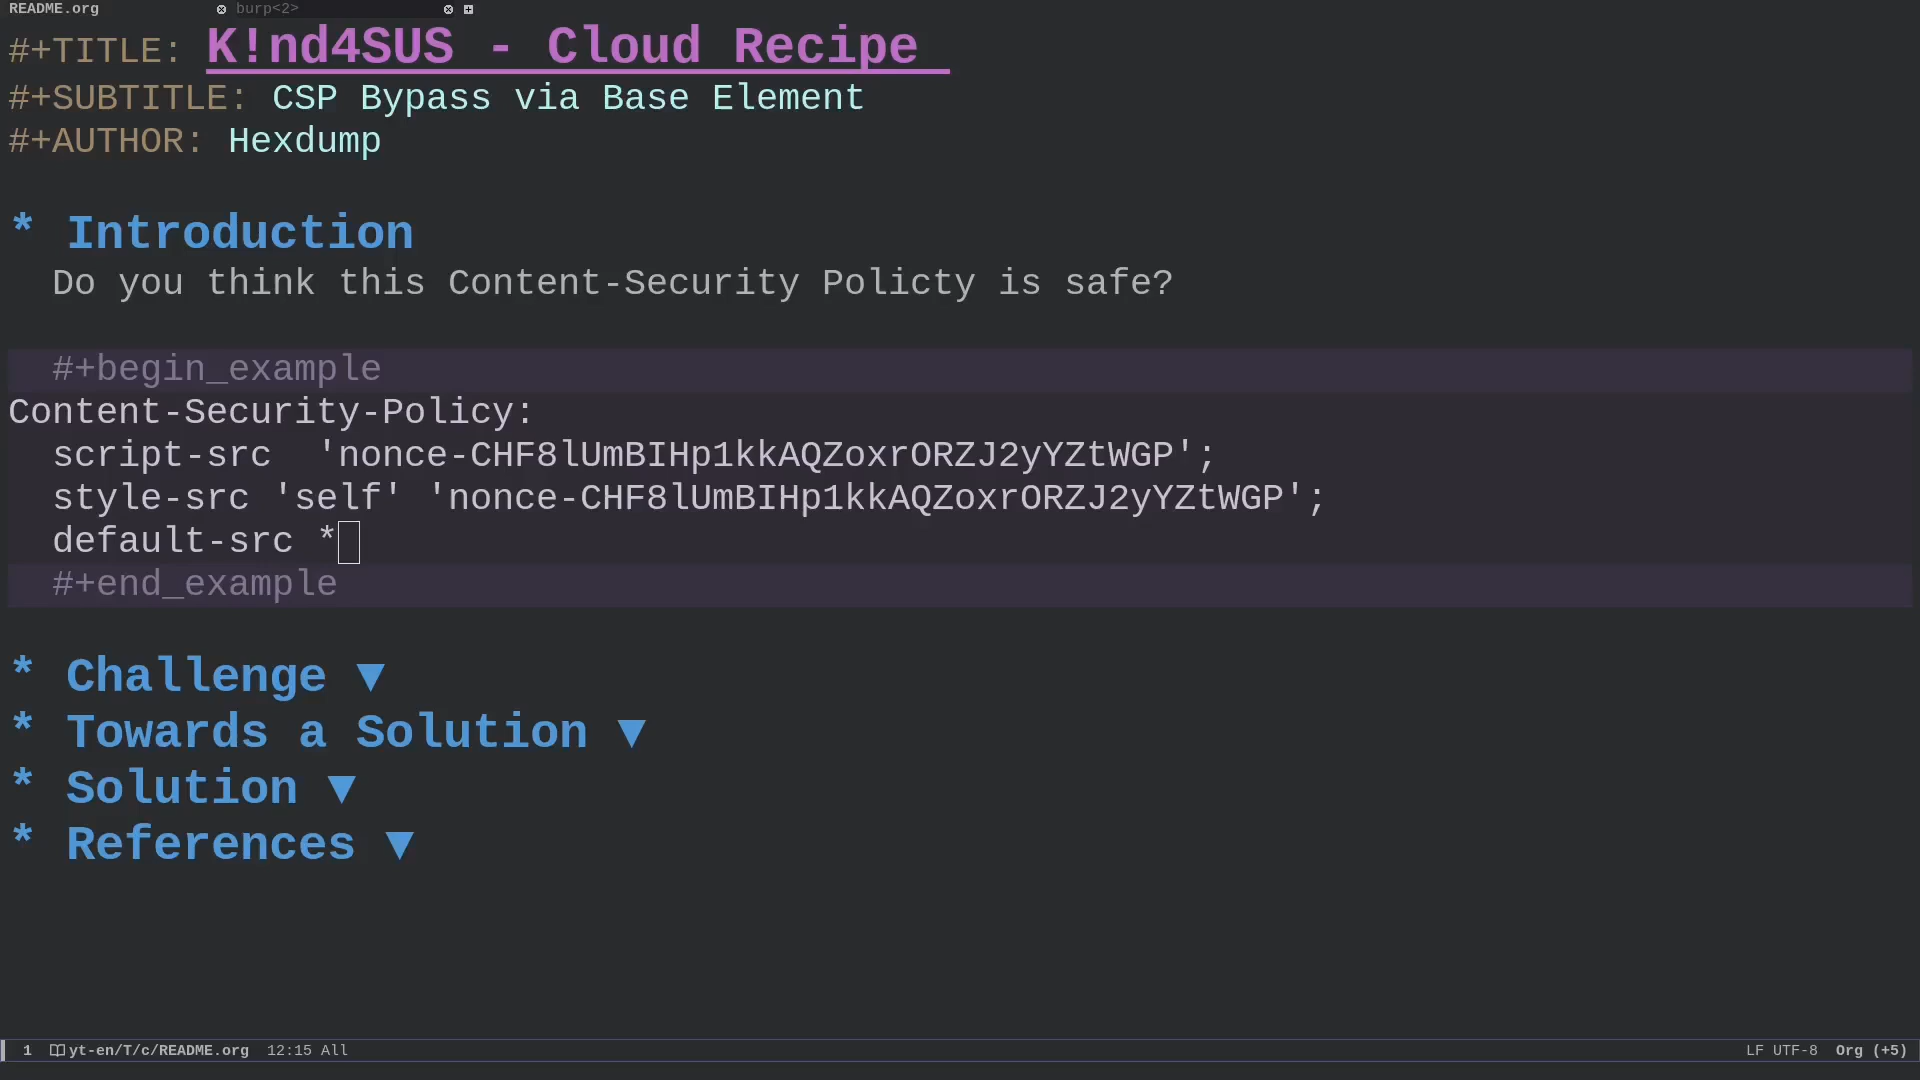 README.org burp<2>
#+TITLE: K!nd4SUS - Cloud Recipe
#+SUBTITLE: CSP Bypass via Base Element
#+AUTHOR: Hexdump
* Introduction
Do you think this Content-Security Policty is safe?
#+begin_example
Content-Security-Policy:
script-src  'nonce-CHF8lUmBIHp1kkAQZoxrORZJ2yYZtWGP';
style-src 'self' 'nonce-CHF8lUmBIHp1kkAQZoxrORZJ2yYZtWGP';
default-src *
#+end_example
* Challenge ▼
* Towards a Solution ▼
* Solution ▼
* References ▼
1 yt-en/T/c/README.org 12:15 All LF UTF-8 Org (+5)